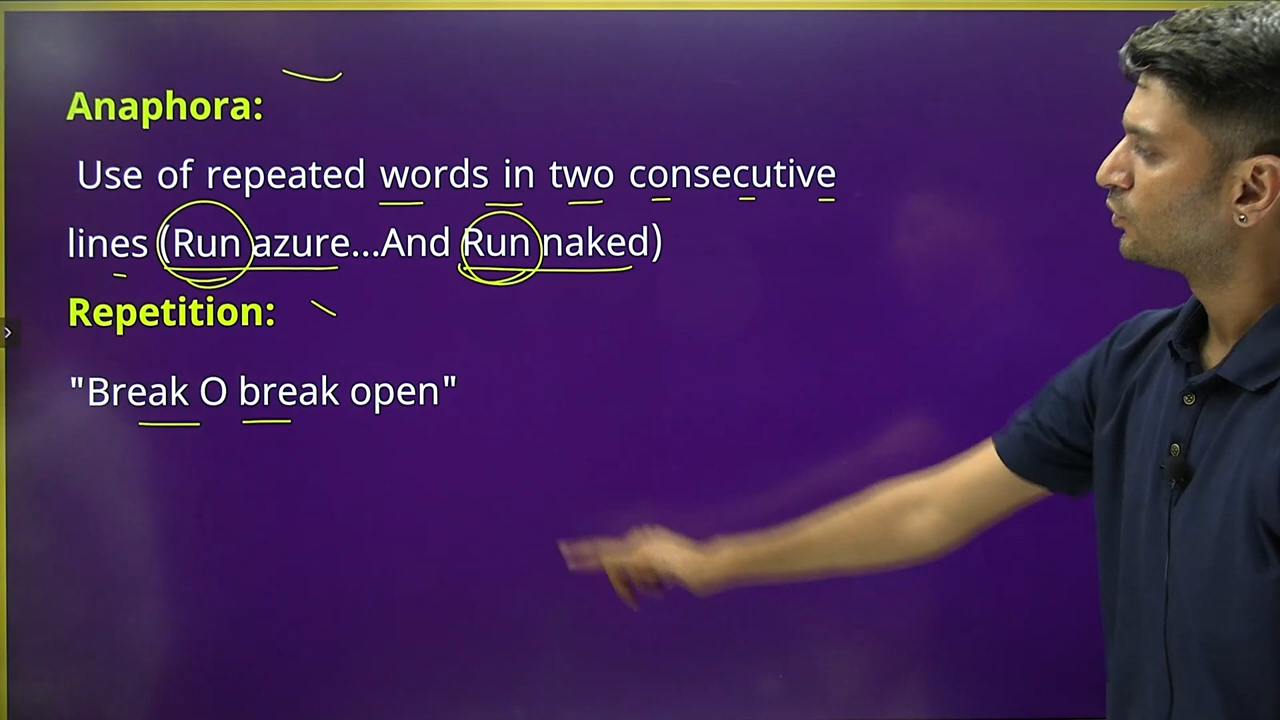 Anaphora:
Use of repeated words in two consecutive
lines (Run azure...And Run naked)
Repetition:
"Break O break open"